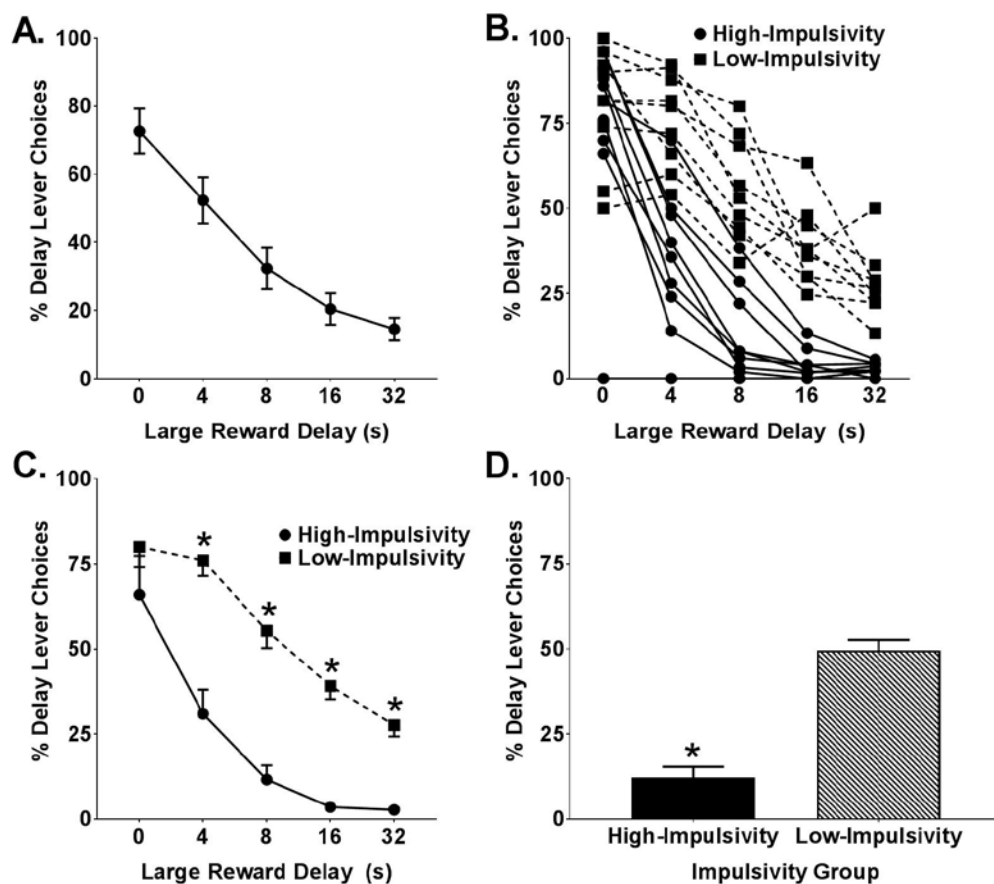 A.
100
80
60
40
20
0
% Delay Lever Choices
0 4 8 16 32
Large Reward Delay (s)
B.
100
75
50
25
0
% Delay Lever Choices
High-Impulsivity
Low-Impulsivity
0 4 8 16 32
Large Reward Delay (s)
C.
100
75
50
25
0
% Delay Lever Choices
High-Impulsivity
Low-Impulsivity
*
*
*
*
0 4 8 16 32
Large Reward Delay (s)
D.
100
75
50
25
0
% Delay Lever Choices
*
High-Impulsivity Low-Impulsivity
Impulsivity Group